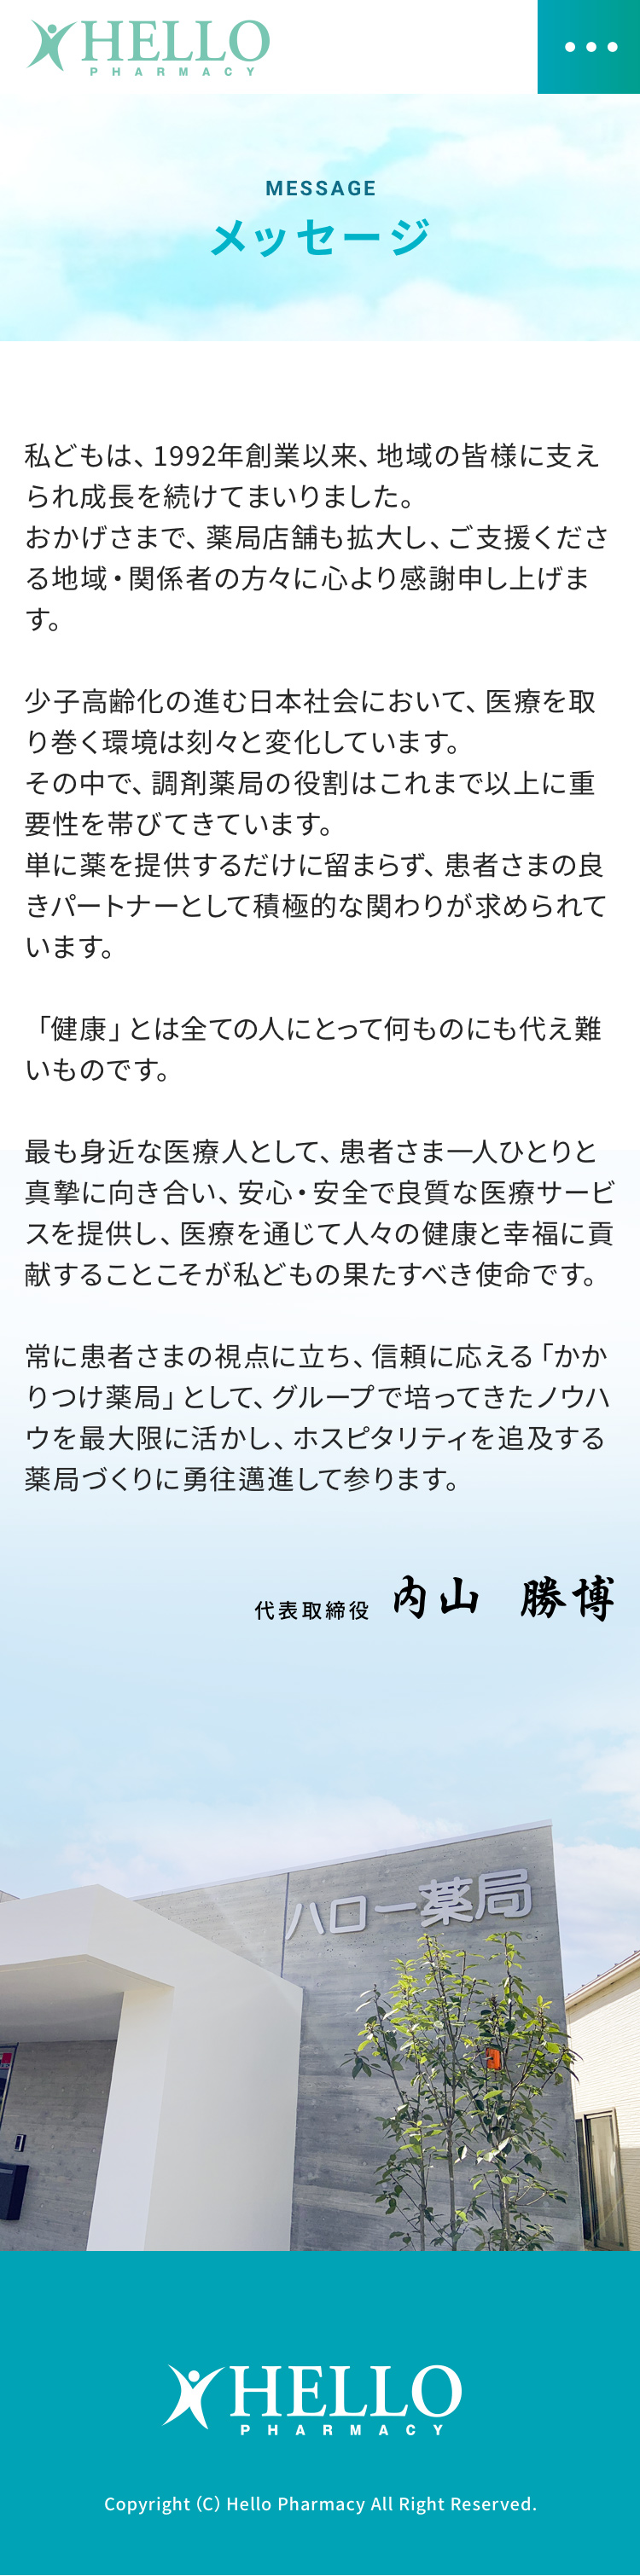 HELLO
PHARMACY
MESSAGE
メッセージ
私どもは、1992年創業以来、地域の皆様に支え
られ成長を続けてまいりました。
おかげさまで、薬局店舗も拡大し、ご支援くださ
る地域・関係者の方々に心より感謝申し上げま
す。
少子高齢化の進む日本社会において、医療を取
り巻く環境は刻々と変化しています。
その中で、調剤薬局の役割はこれまで以上に重
要性を帯びてきています。
単に薬を提供するだけに留まらず、患者さまの良
きパートナーとして積極的な関わりが求められて
います。
「健康」とは全ての人にとって何ものにも代え難
いものです。
最も身近な医療人として、患者さま一人ひとりと
真摯に向き合い、安心・安全で良質な医療サービ
スを提供し、医療を通じて人々の健康と幸福に貢
献することこそが私どもの果たすべき使命です。
常に患者さまの視点に立ち、信頼に応える「かか
りつけ薬局」として、グループで培ってきたノウハ
ウを最大限に活かし、ホスピタリティを追及する
薬局づくりに勇往邁進して参ります。
代表取締役 内山 勝博
ハロー薬局
HELLO
PHARMACY
Copyright (C) Hello Pharmacy All Right Reserved.